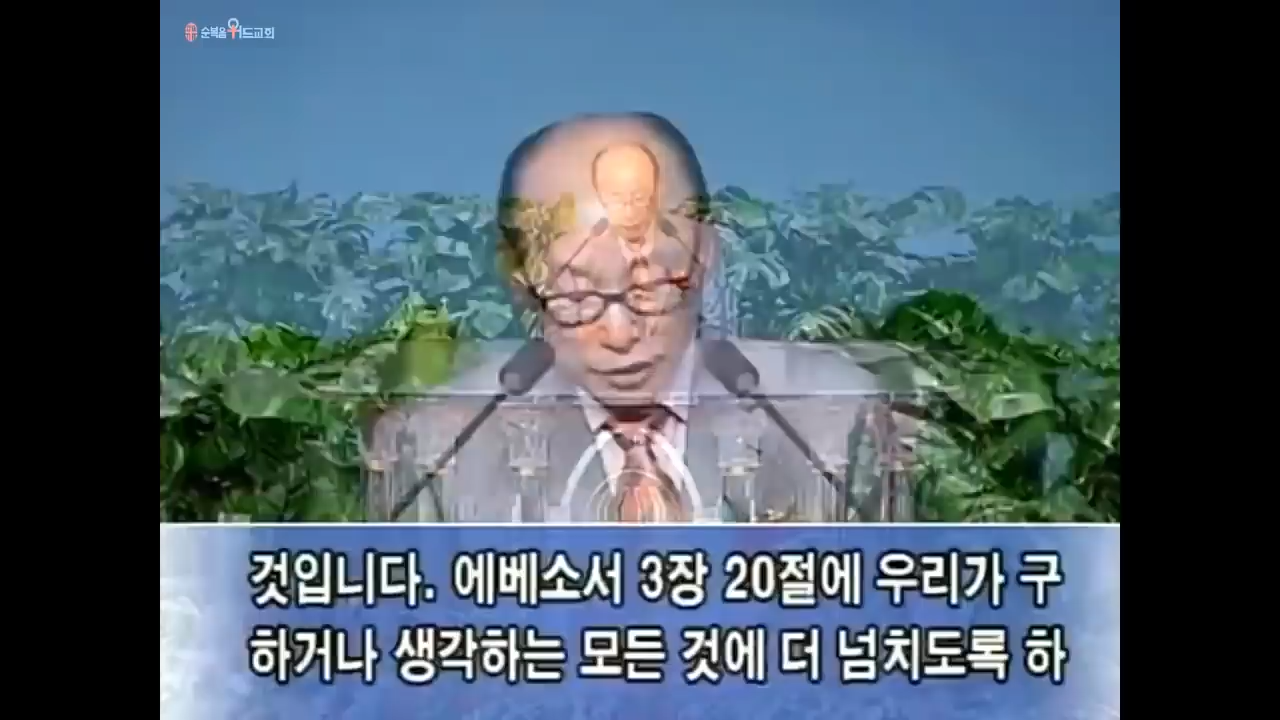 순복음워드교회
것입니다. 에베소서 3장 20절에 우리가 구
하거나 생각하는 모든 것에 더 넘치도록 하